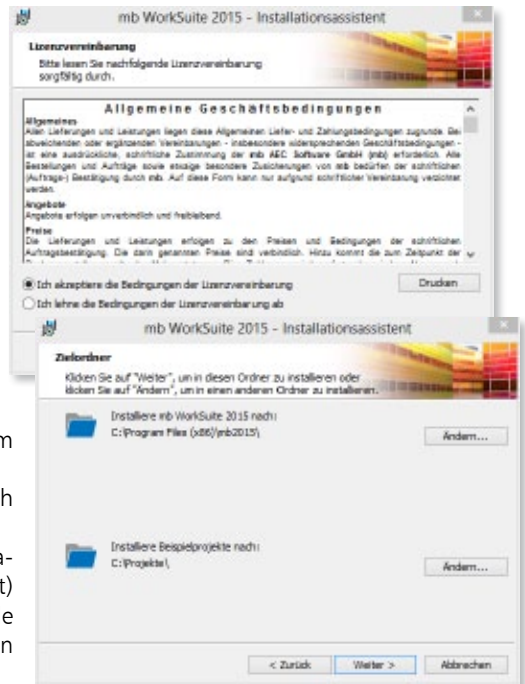 mb WorkSuite 2015 - Installationsassistent
Lizenzvereinbarung
Bitte lesen Sie nachfolgende Lizenzvereinbarung
sorgfältig durch.
Allgemeine Geschäftsbedingungen
Allgemeines
Allen Lieferungen und Leistungen liegen diese Allgemeinen Liefer- und Zahlungsbedingungen zugrunde. Bei
abweichenden oder ergänzenden Vereinbarungen - insbesondere widersprechenden Geschäftsbedingungen -
ist eine ausdrückliche, schriftliche Zustimmung der mb AEC Software GmbH (mb) erforderlich. Alle
Bestellungen und Aufträge sowie etwaige besondere Zusicherungen von mb bedürfen der schriftlichen
(Auftrags-) Bestätigung durch mb. Auf diese Form kann nur aufgrund schriftlicher Vereinbarung verzichtet
werden.
Angebote
Angebote erfolgen unverbindlich und freibleibend.
Preise
Die Lieferungen und Leistungen erfolgen zu den Preisen und Bedingungen der schriftlichen
Auftragsbestätigung. Die darin genannten Preise sind verbindlich. Hinzu kommt die zum Zeitpunkt der
Ich akzeptiere die Bedingungen der Lizenzvereinbarung
Drucken
Ich lehne die Bedingungen der Lizenzvereinbarung ab
mb WorkSuite 2015 - Installationsassistent
Zielordner
Klicken Sie auf "Weiter", um in diesen Ordner zu installieren oder
klicken Sie auf "Ändern", um in einen anderen Ordner zu installieren.
Installiere mb WorkSuite 2015 nach:
C:\Program Files (x86)\mb2015\
Ändern...
Installiere Beispielprojekte nach:
C:\Projekte\
Ändern...
< Zurück
Weiter >
Abbrechen
m
h
a-
t)
e
n